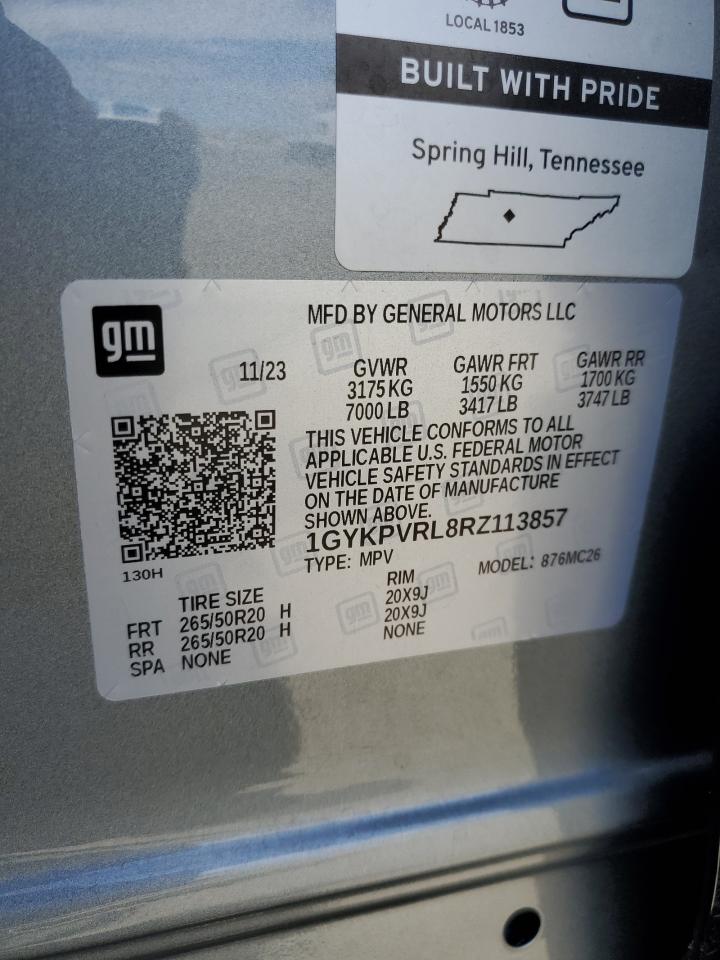 LOCAL 1853
BUILT WITH PRIDE
Spring Hill, Tennessee
gm
MFD BY GENERAL MOTORS LLC
11/23
GVWR GAWR FRT GAWR RR
3175 KG 1550 KG 1700 KG
7000 LB 3417 LB 3747 LB
THIS VEHICLE CONFORMS TO ALL
APPLICABLE U.S. FEDERAL MOTOR
VEHICLE SAFETY STANDARDS IN EFFECT
ON THE DATE OF MANUFACTURE
SHOWN ABOVE.
1GYKPVRL8RZ113857
TYPE: MPV MODEL: 876MC26
130H
TIRE SIZE RIM
FRT 265/50R20 H 20X9J
RR 265/50R20 H 20X9J
SPA NONE NONE